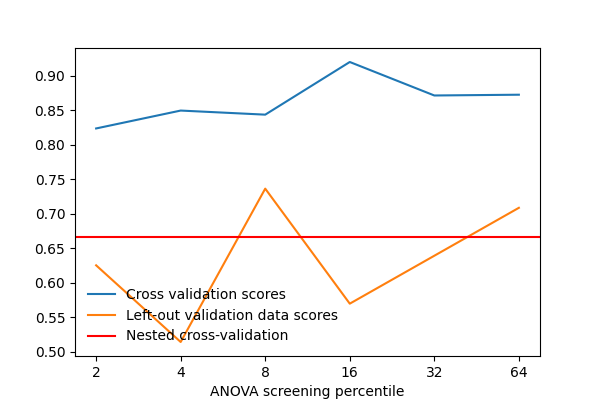 0.90
0.85
0.80
0.75
0.70
0.65
0.60
0.55
0.50
Cross validation scores
Left-out validation data scores
Nested cross-validation
2 4 8 16 32 64
ANOVA screening percentile